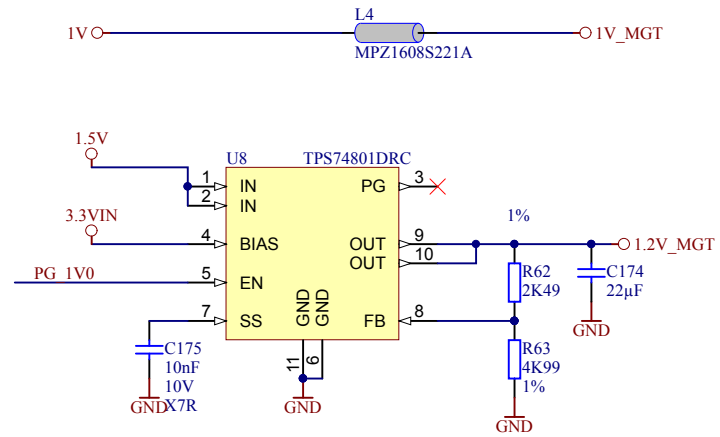 L4
1V
1V_MGT
MPZ1608S221A
1.5V
U8
TPS74801DRC
1
IN
PG
3
2
IN
1%
3.3VIN
4
BIAS
OUT
9
1.2V_MGT
OUT
10
R62
2K49
C174
22µF
PG_1V0
5
EN
GND
7
SS
GND
GND
FB
8
C175
10nF
10V
X7R
R63
4K99
1%
11
6
GND
GND
GND